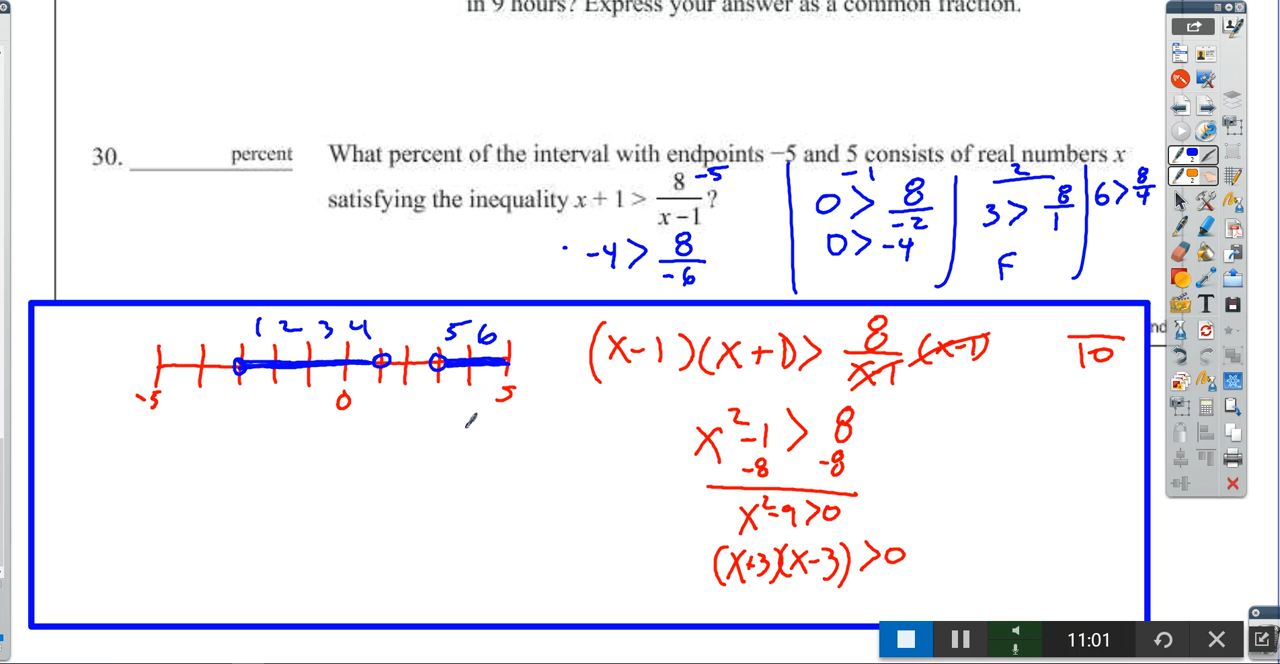 in 9 hours? Express your answer as a common fraction.
30. ________ percent What percent of the interval with endpoints −5 and 5 consists of real numbers x
satisfying the inequality x + 1 > 8/(x − 1)?
-5
-4 > 8/-6
-1
0 > 8/-2
0 > -4
2
3 > 8/1
F
6 > 8/4
1 2 3 4 5 6
-5 0 5
(x-1)(x+1) > 8/(x-1) · (x-1)
10
x² -1 > 8
-8 -8
x²-9 > 0
(x+3)(x-3) > 0
11:01